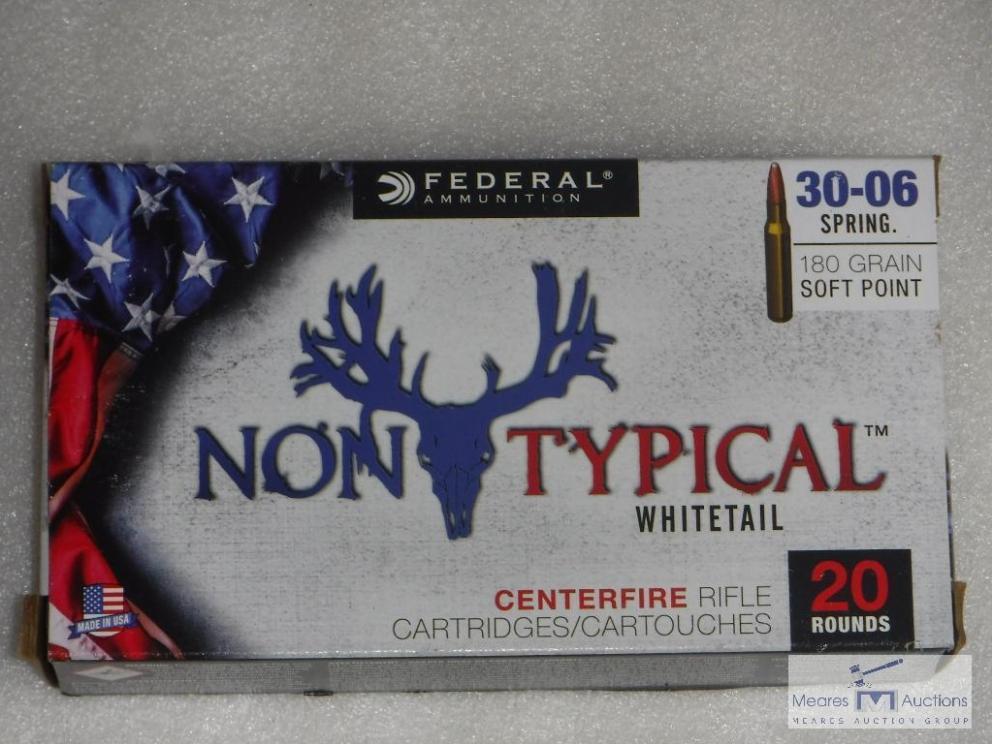 FEDERAL®
AMMUNITION
30-06
SPRING.
180 GRAIN
SOFT POINT
NON TYPICAL™
WHITETAIL
CENTERFIRE RIFLE
CARTRIDGES/CARTOUCHES
20
ROUNDS
MADE IN USA
Meares M Auctions
MEARES AUCTION GROUP